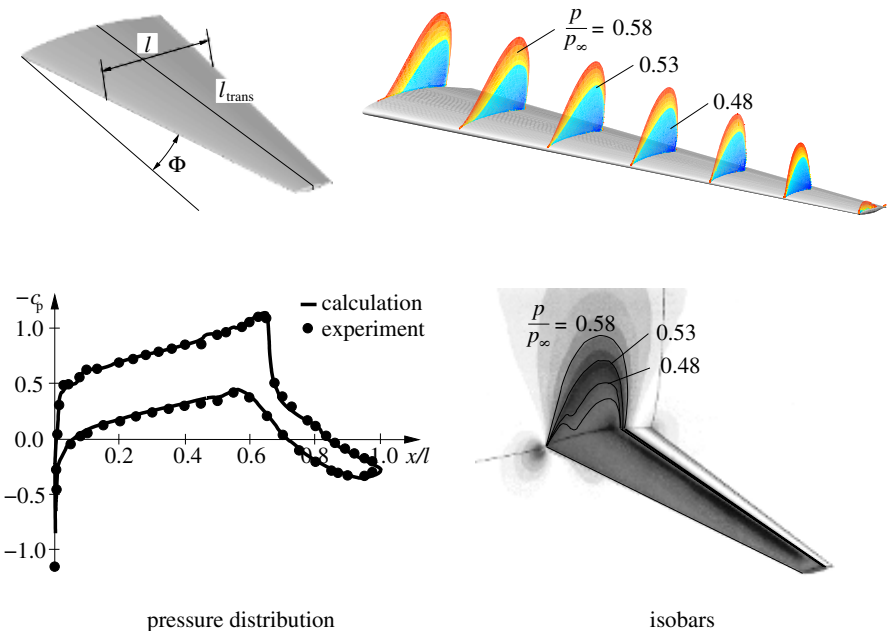 l
l_trans
Φ
p/p_∞ = 0.58
0.53
0.48
−c_p
1.0
0.5
0.0
−0.5
−1.0
0.2 0.4 0.6 0.8 1.0 x/l
calculation
experiment
pressure distribution
p/p_∞ = 0.58
0.53
0.48
isobars